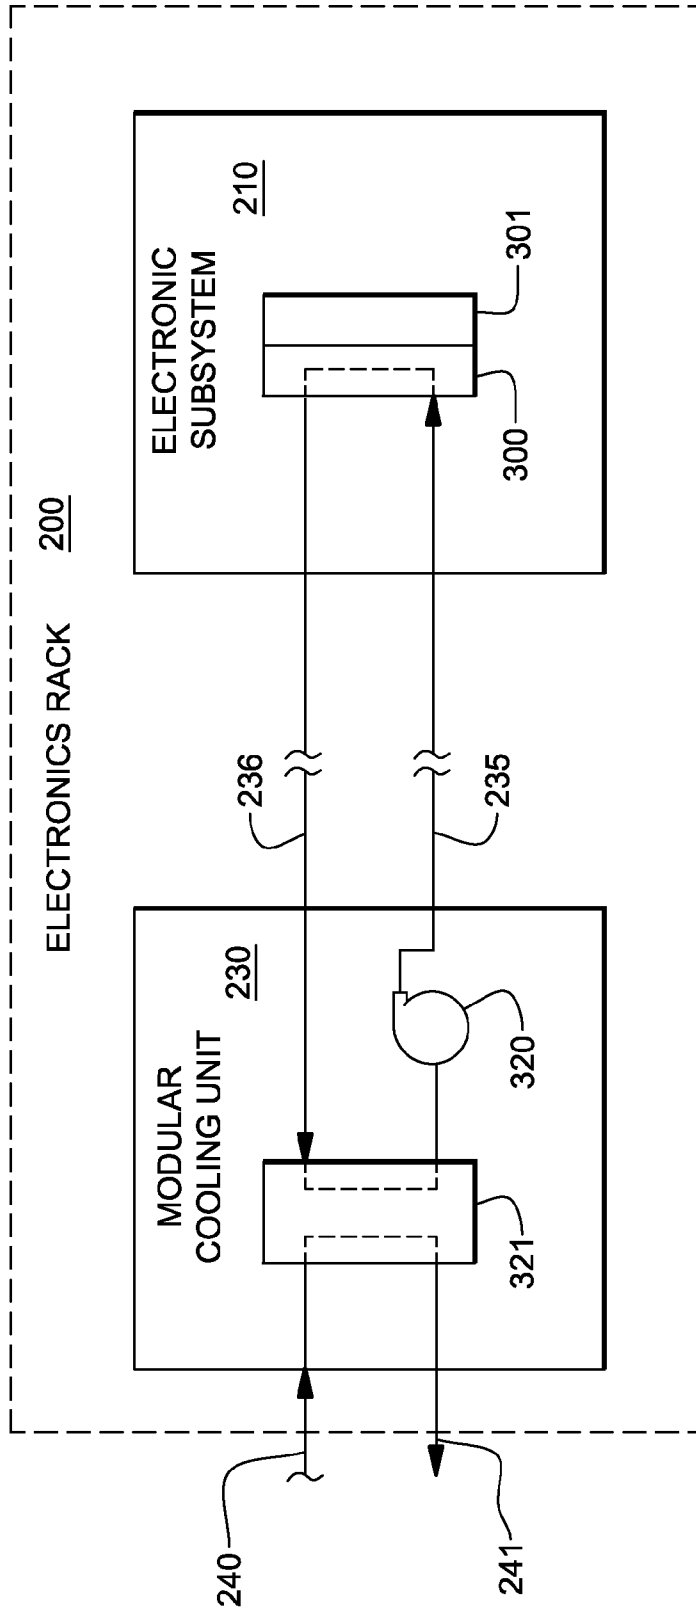 ELECTRONICS RACK
200
MODULAR
COOLING UNIT
230
ELECTRONIC
SUBSYSTEM
210
236
235
240
241
321
320
300
301